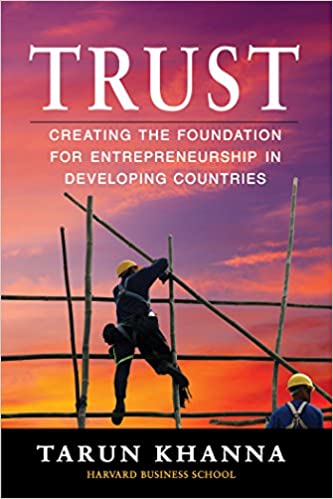 TRUST
CREATING THE FOUNDATION
FOR ENTREPRENEURSHIP IN
DEVELOPING COUNTRIES
TARUN KHANNA
HARVARD BUSINESS SCHOOL